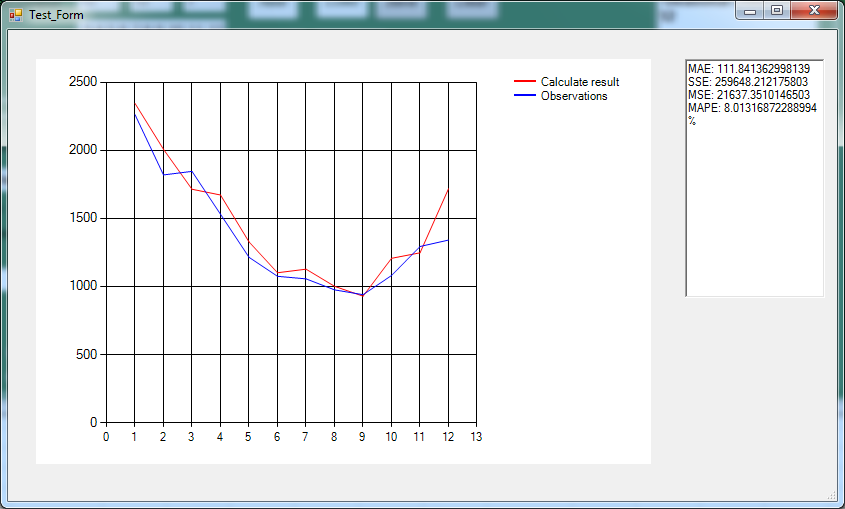 Test_Form
2500
2000
1500
1000
500
0
0 1 2 3 4 5 6 7 8 9 10 11 12 13
Calculate result
Observations
MAE: 111.841362998139
SSE: 259648.212175803
MSE: 21637.3510146503
MAPE: 8.01316872288994
%